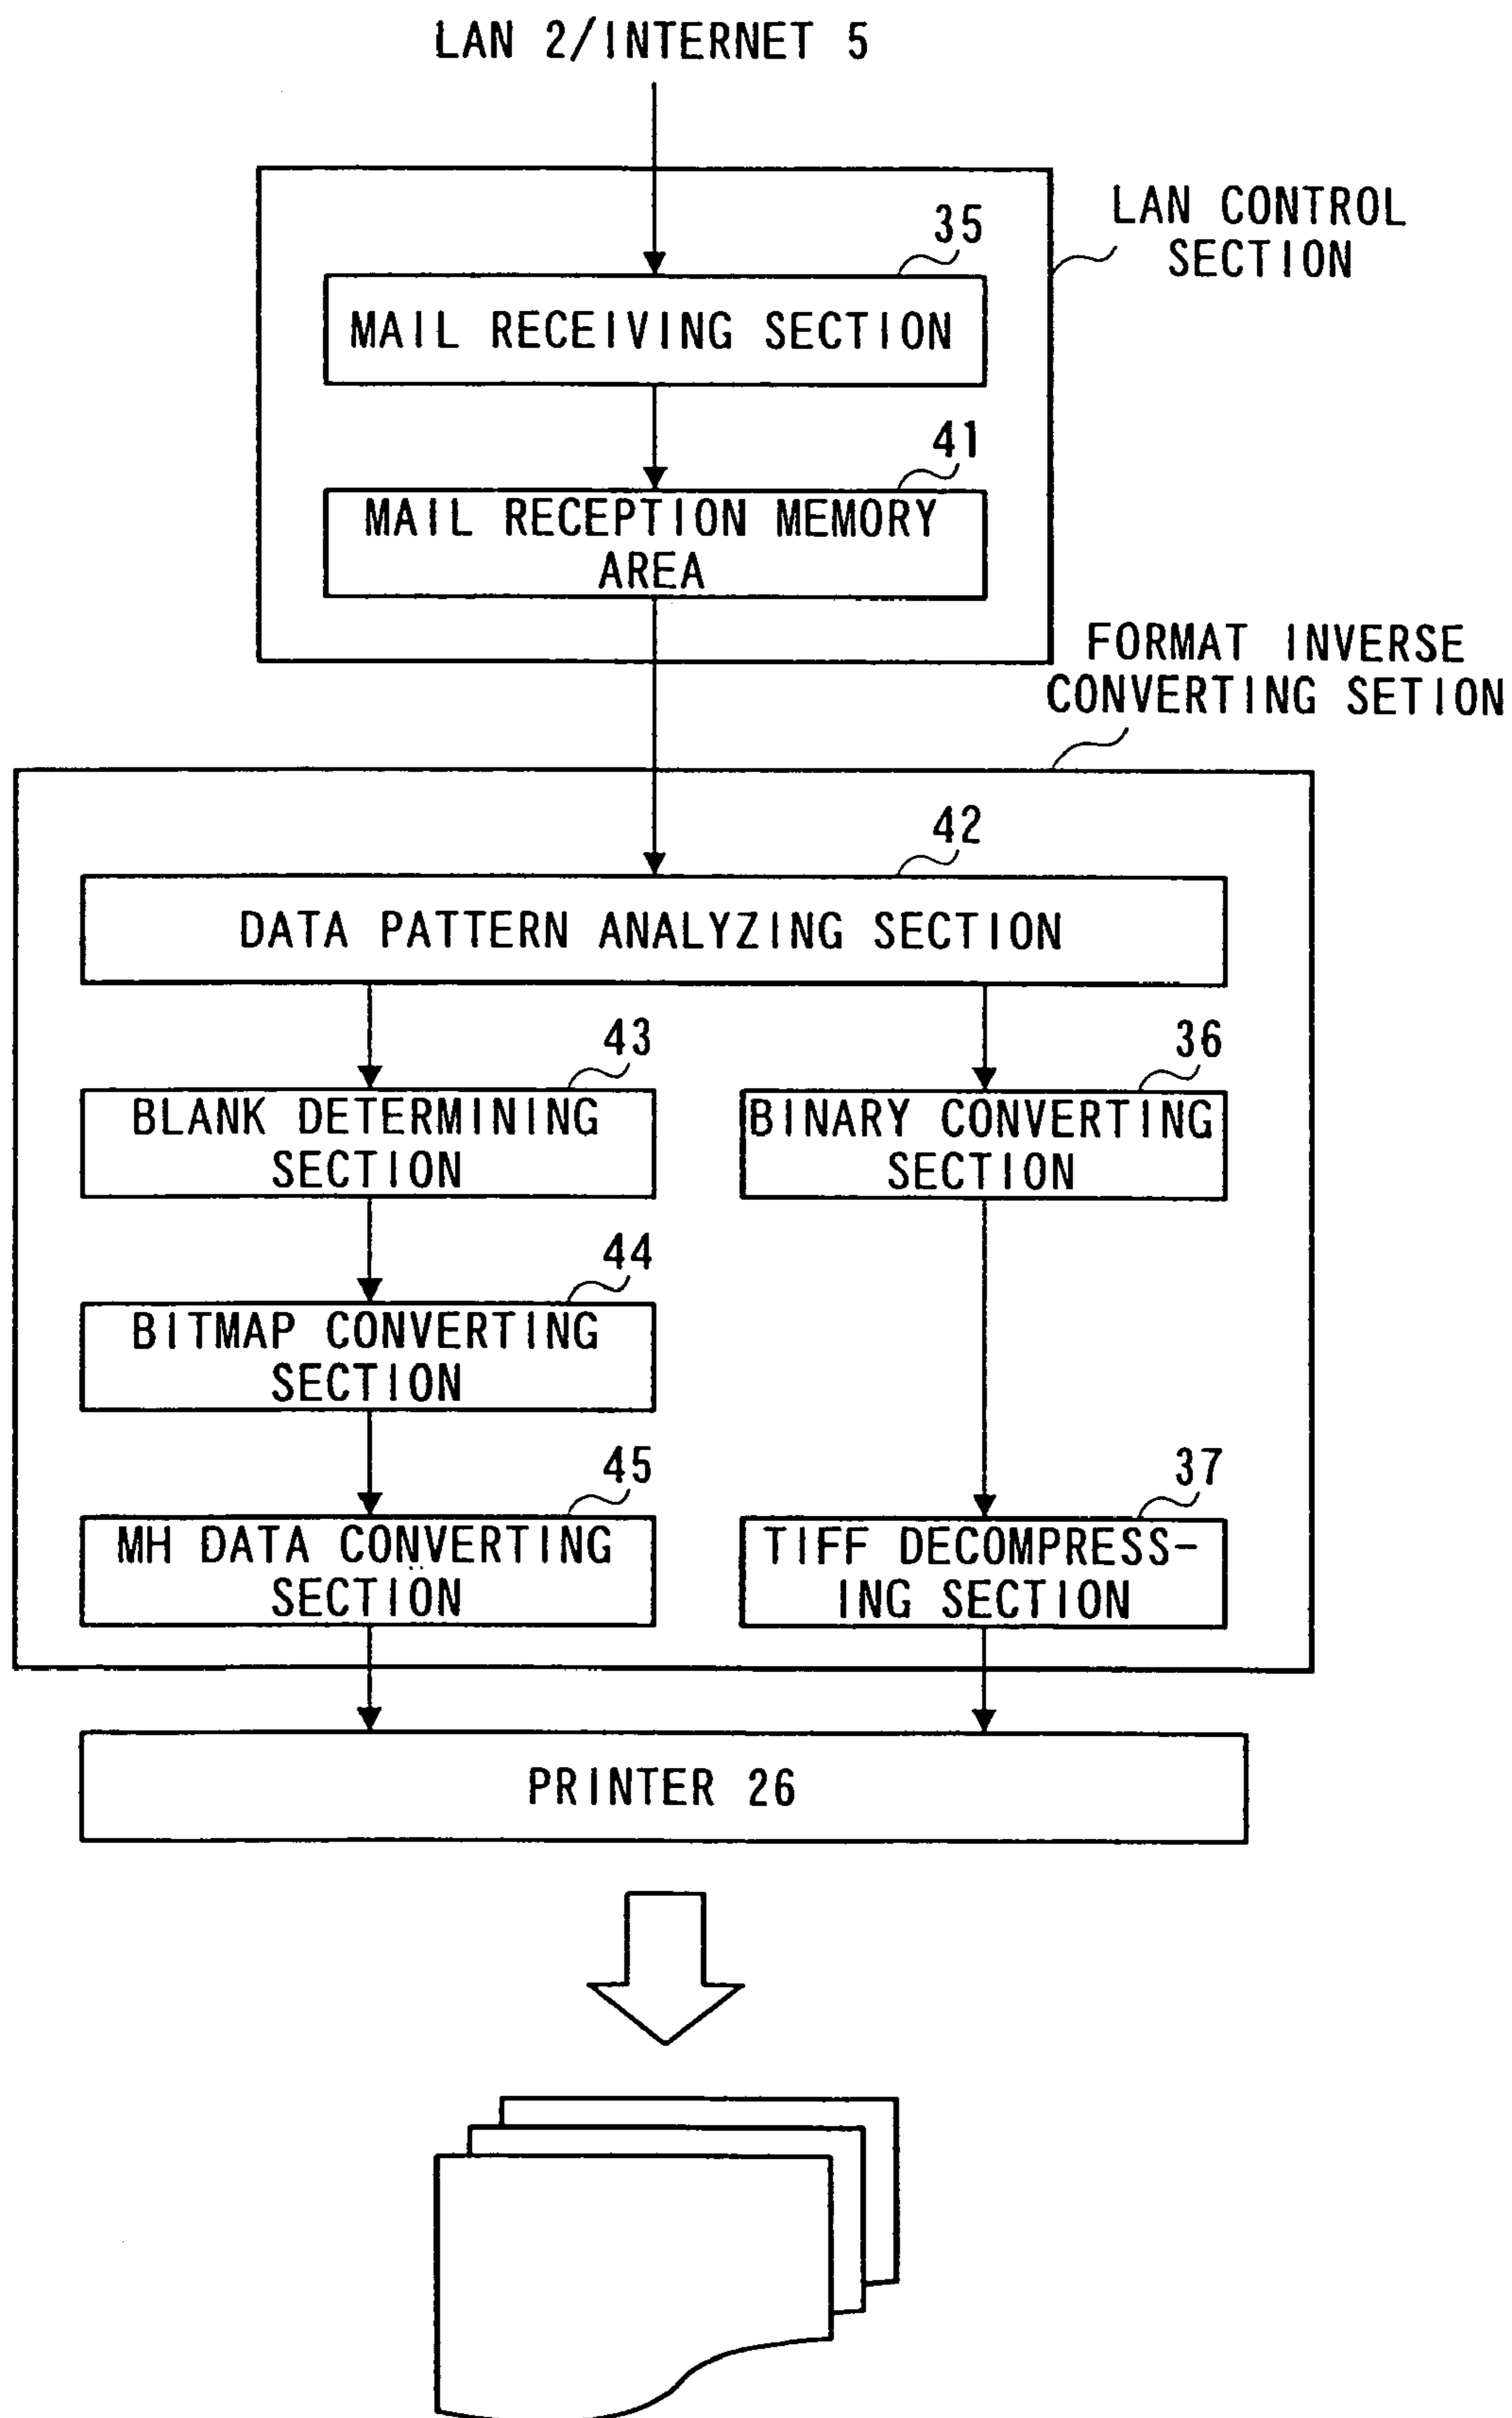 LAN 2/INTERNET 5
LAN CONTROL
SECTION
35
MAIL RECEIVING SECTION
41
MAIL RECEPTION MEMORY
AREA
FORMAT INVERSE
CONVERTING SETION
42
DATA PATTERN ANALYZING SECTION
43
BLANK DETERMINING
SECTION
36
BINARY CONVERTING
SECTION
44
BITMAP CONVERTING
SECTION
45
MH DATA CONVERTING
SECTION
37
TIFF DECOMPRESS-
ING SECTION
PRINTER 26